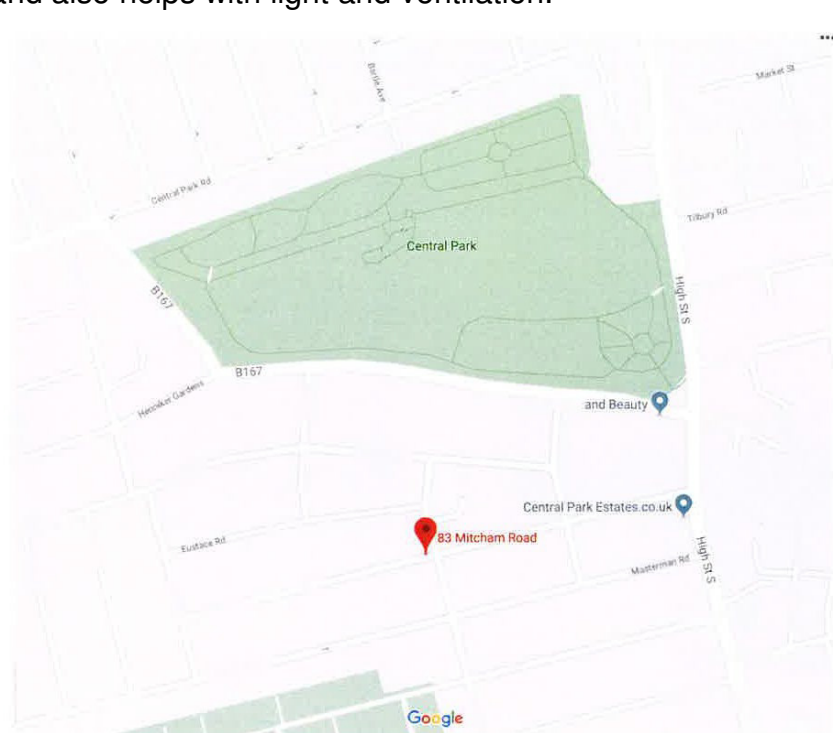 and also helps with light and ventilation.
Market St
Bartle Ave
Central Park Rd
Tilbury Rd
Central Park
High St S
B167
B167
Henniker Gardens
and Beauty
Central Park Estates.co.uk
83 Mitcham Road
Eustace Rd
High St S
Masterman Rd
Google